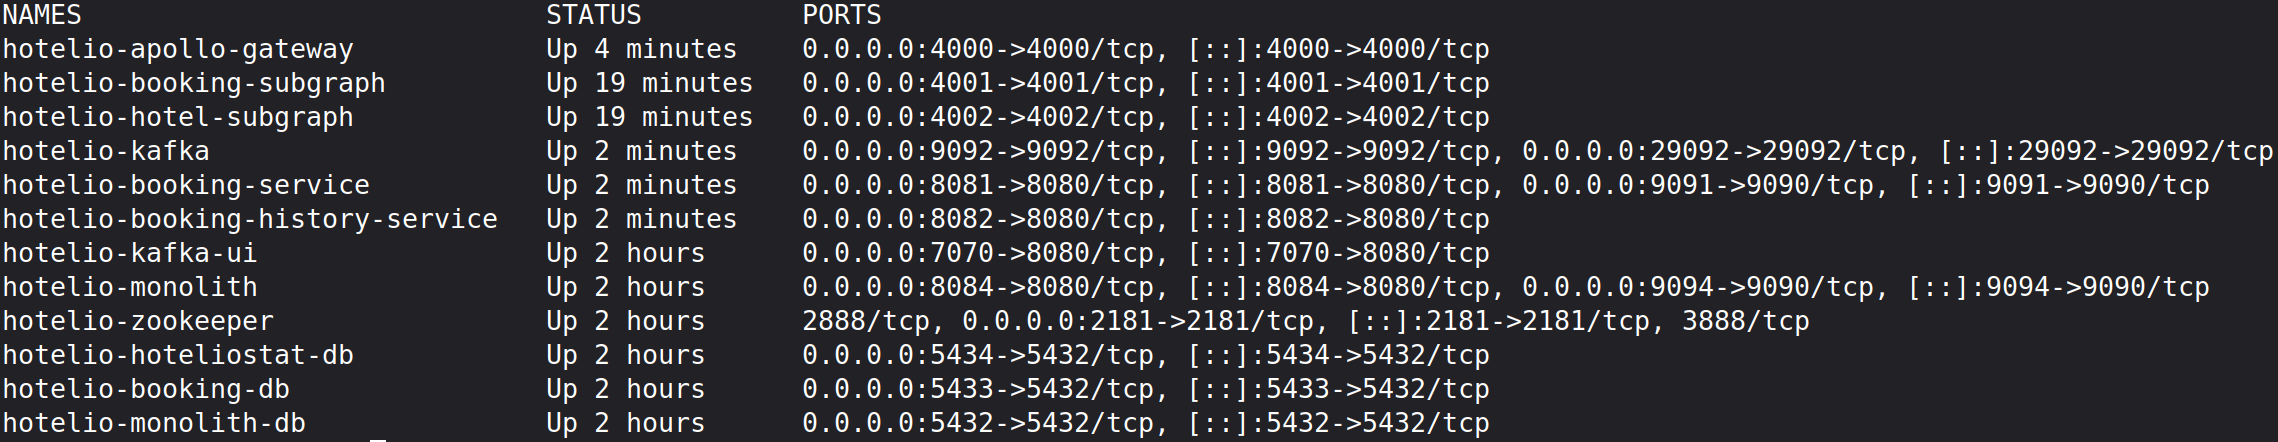 NAMES                             STATUS          PORTS
hotelio-apollo-gateway            Up 4 minutes    0.0.0.0:4000->4000/tcp, [::]:4000->4000/tcp
hotelio-booking-subgraph          Up 19 minutes   0.0.0.0:4001->4001/tcp, [::]:4001->4001/tcp
hotelio-hotel-subgraph            Up 19 minutes   0.0.0.0:4002->4002/tcp, [::]:4002->4002/tcp
hotelio-kafka                     Up 2 minutes    0.0.0.0:9092->9092/tcp, [::]:9092->9092/tcp, 0.0.0.0:29092->29092/tcp, [::]:29092->29092/tcp
hotelio-booking-service           Up 2 minutes    0.0.0.0:8081->8080/tcp, [::]:8081->8080/tcp, 0.0.0.0:9091->9090/tcp, [::]:9091->9090/tcp
hotelio-booking-history-service   Up 2 minutes    0.0.0.0:8082->8080/tcp, [::]:8082->8080/tcp
hotelio-kafka-ui                  Up 2 hours      0.0.0.0:7070->8080/tcp, [::]:7070->8080/tcp
hotelio-monolith                  Up 2 hours      0.0.0.0:8084->8080/tcp, [::]:8084->8080/tcp, 0.0.0.0:9094->9090/tcp, [::]:9094->9090/tcp
hotelio-zookeeper                 Up 2 hours      2888/tcp, 0.0.0.0:2181->2181/tcp, [::]:2181->2181/tcp, 3888/tcp
hotelio-hoteliostat-db            Up 2 hours      0.0.0.0:5434->5432/tcp, [::]:5434->5432/tcp
hotelio-booking-db                Up 2 hours      0.0.0.0:5433->5432/tcp, [::]:5433->5432/tcp
hotelio-monolith-db               Up 2 hours      0.0.0.0:5432->5432/tcp, [::]:5432->5432/tcp